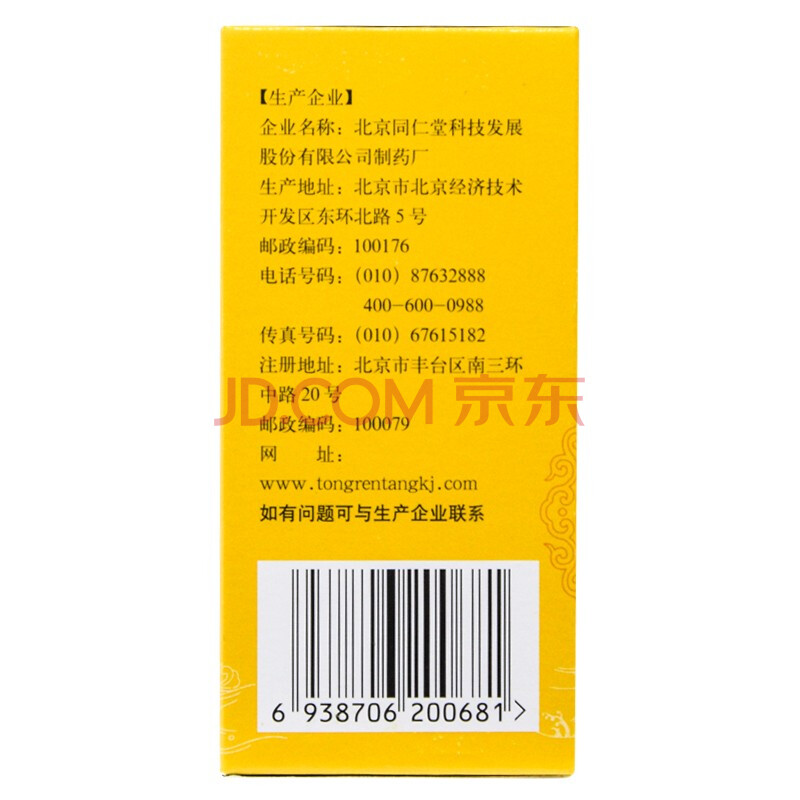 【生产企业】
企业名称：北京同仁堂科技发展
股份有限公司制药厂
生产地址：北京市北京经济技术
开发区东环北路5号
邮政编码：100176
电话号码：(010) 87632888
400-600-0988
传真号码：(010) 67615182
注册地址：北京市丰台区南三环
中路20号
JD.COM 京东
邮政编码：100079
网　　址：
www.tongrentangkj.com
如有问题可与生产企业联系
6 938706 200681 >